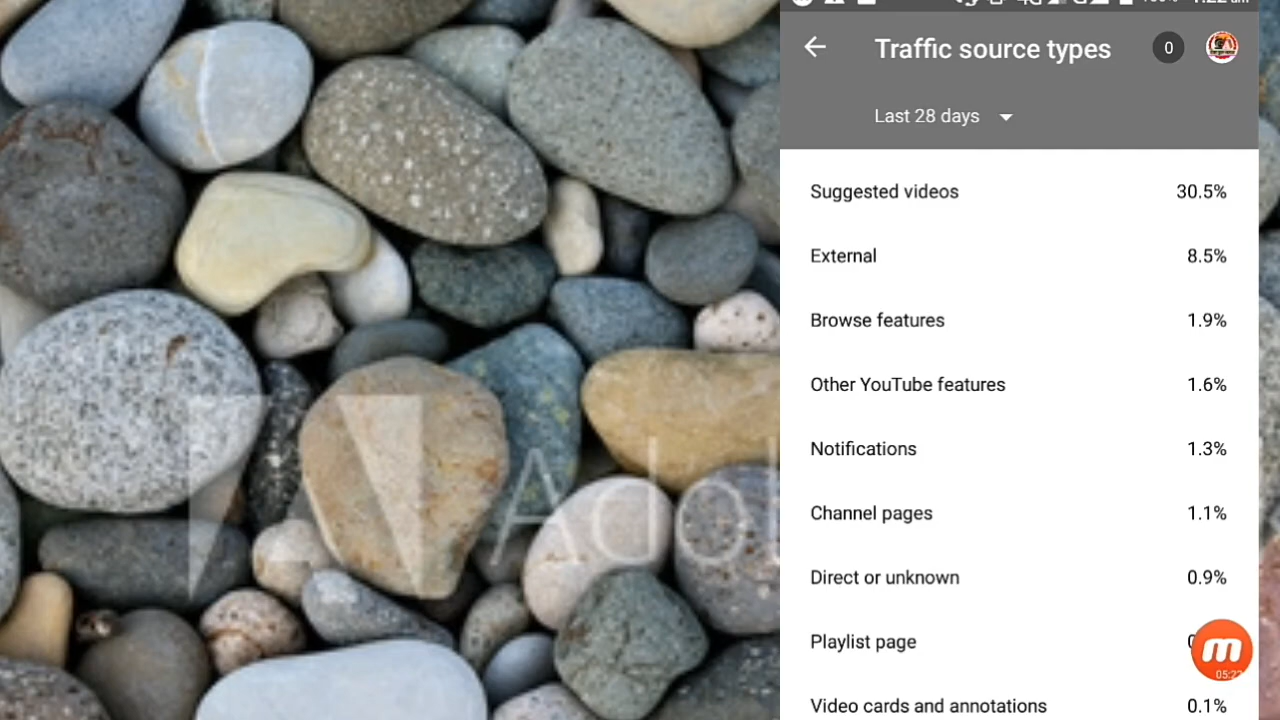 Traffic source types
0
Last 28 days
Suggested videos 30.5%
External 8.5%
Browse features 1.9%
Other YouTube features 1.6%
Notifications 1.3%
Channel pages 1.1%
Direct or unknown 0.9%
Playlist page
Video cards and annotations 0.1%
m